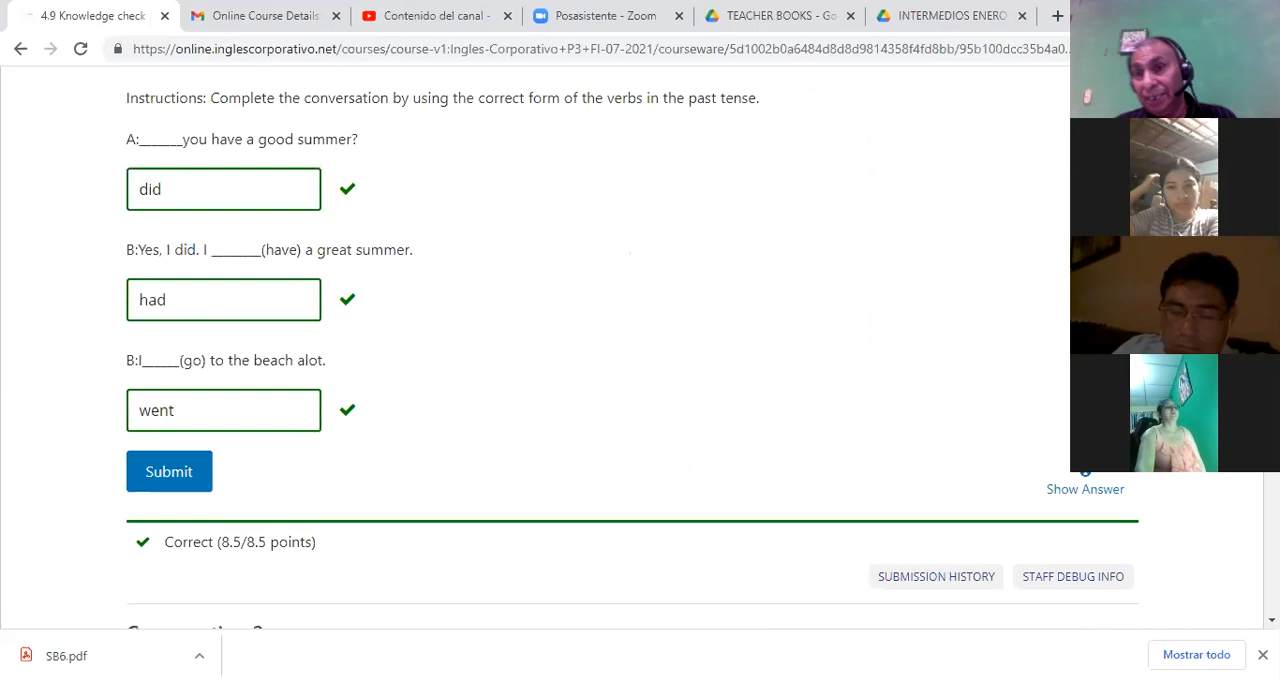 4.9 Knowledge check
Online Course Details
Contenido del canal -
Posasistente - Zoom
TEACHER BOOKS - Go
INTERMEDIOS ENERO
https://online.inglescorporativo.net/courses/course-v1:Ingles-Corporativo+P3+FI-07-2021/courseware/5d1002b0a6484d8d8d9814358f4fd8bb/95b100dcc35b4a0...
Instructions: Complete the conversation by using the correct form of the verbs in the past tense.
A:______you have a good summer?
did
B:Yes, I did. I _______(have) a great summer.
had
B:I_____(go) to the beach alot.
went
Submit
Show Answer
Correct (8.5/8.5 points)
SUBMISSION HISTORY
STAFF DEBUG INFO
SB6.pdf
Mostrar todo